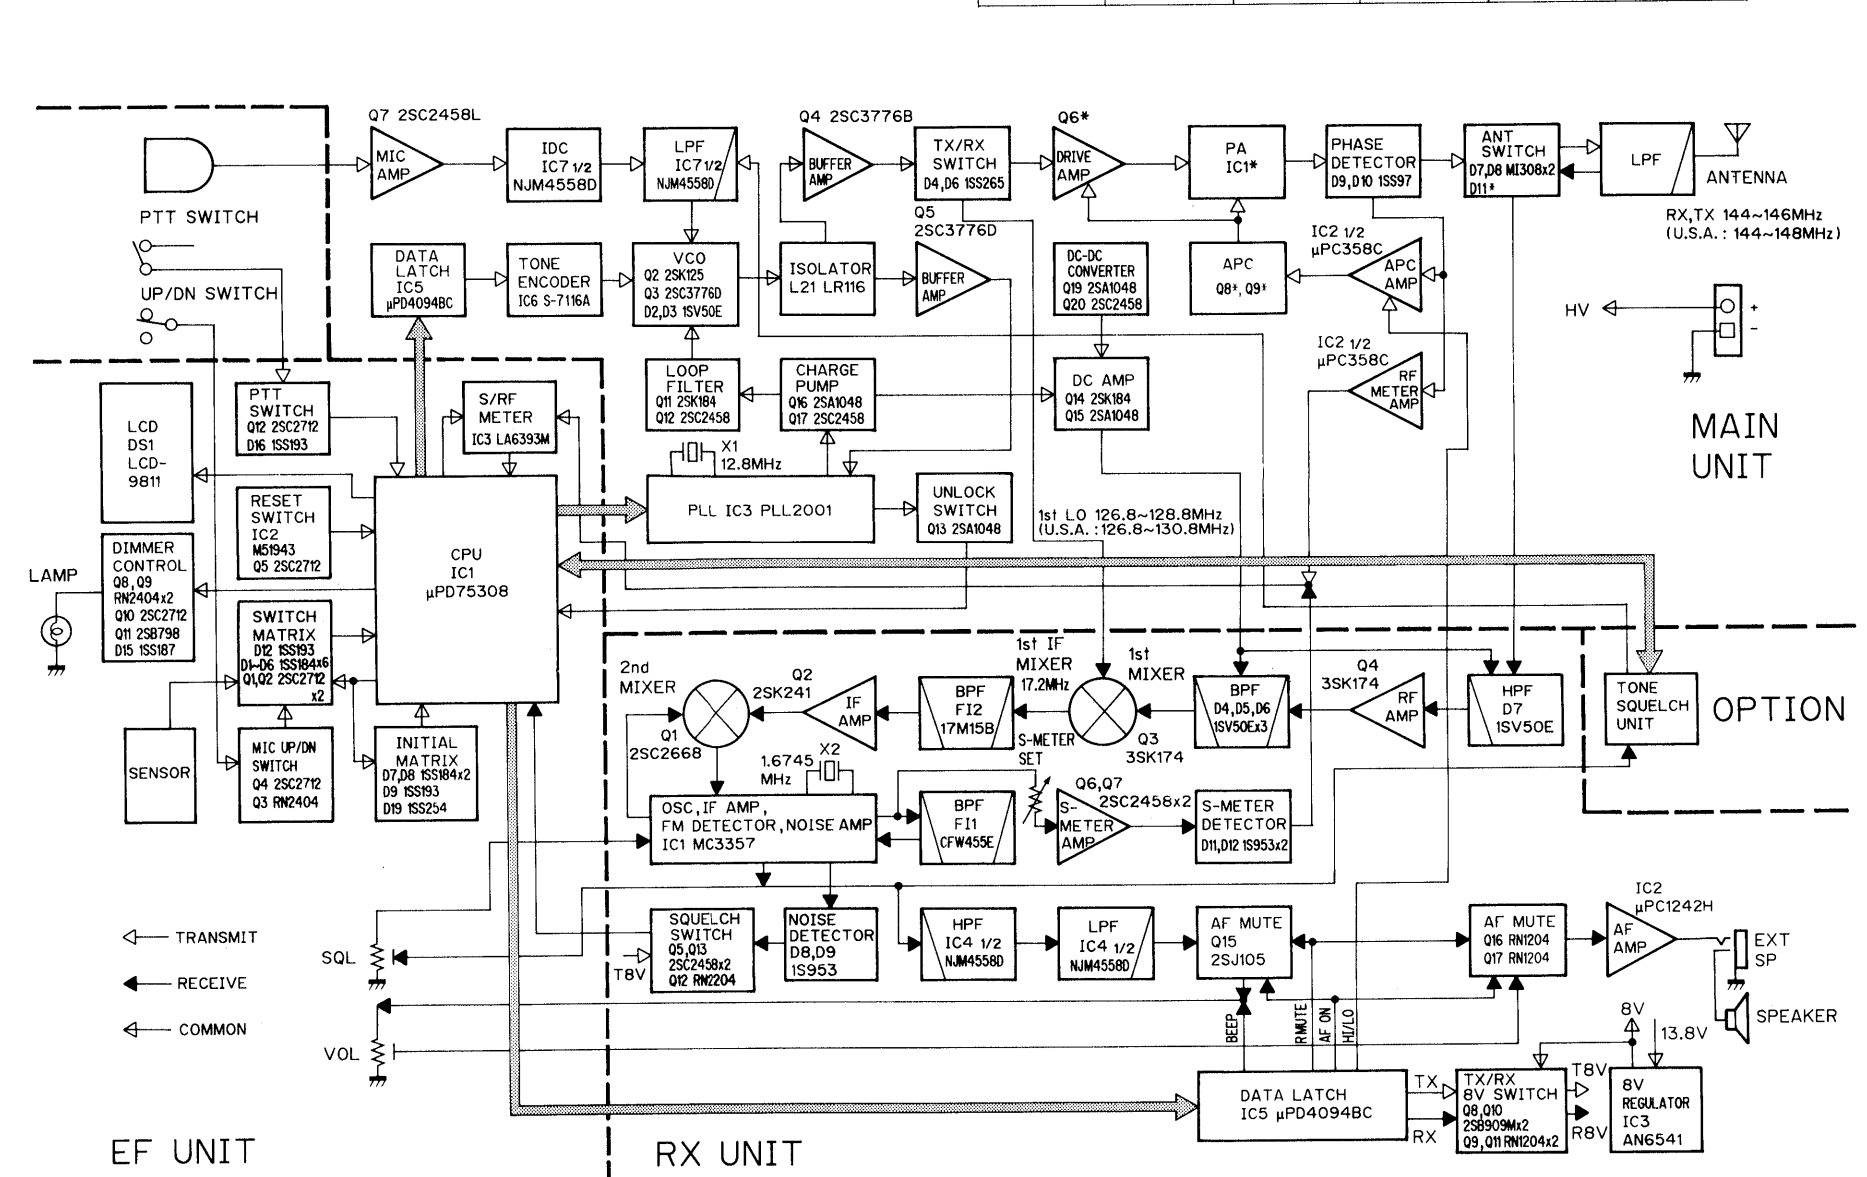 Q7 2SC2458L
MIC
AMP
IDC
IC7 1/2
NJM4558D
LPF
IC7 1/2
NJM4558D
Q4 2SC3776B
BUFFER
AMP
TX/RX
SWITCH
D4,D6 1SS265
Q6*
DRIVE
AMP
PA
IC1*
PHASE
DETECTOR
D9,D10 1SS97
ANT
SWITCH
D7,D8 MI308x2
D11*
LPF
ANTENNA
RX,TX 144~146MHz
(U.S.A.: 144~148MHz)
PTT SWITCH
UP/DN SWITCH
DATA
LATCH
IC5
µPD4094BC
TONE
ENCODER
IC6 S-7116A
VCO
Q2 2SK125
Q3 2SC3776D
D2,D3 1SV50E
ISOLATOR
L21 LR116
Q5
2SC3776D
BUFFER
AMP
DC-DC
CONVERTER
Q19 2SA1048
Q20 2SC2458
APC
Q8*, Q9*
IC2 1/2
µPC358C
APC
AMP
HV
+
-
LOOP
FILTER
Q11 2SK184
Q12 2SC2458
CHARGE
PUMP
Q16 2SA1048
Q17 2SC2458
DC AMP
Q14 2SK184
Q15 2SA1048
IC2 1/2
µPC358C
RF
METER
AMP
MAIN
UNIT
LCD
DS1
LCD-
9811
PTT
SWITCH
Q12 2SC2712
D16 1SS193
S/RF
METER
IC3 LA6393M
X1
12.8MHz
PLL IC3 PLL2001
UNLOCK
SWITCH
Q13 2SA1048
1st LO 126.8~128.8MHz
(U.S.A.:126.8~130.8MHz)
RESET
SWITCH
IC2
M51943
Q5 2SC2712
CPU
IC1
µPD75308
LAMP
DIMMER
CONTROL
Q8,Q9
RN2404x2
Q10 2SC2712
Q11 2SB798
D15 1SS187
SWITCH
MATRIX
D12 1SS193
D1~D6 1SS184x6
Q1,Q2 2SC2712
x2
SENSOR
MIC UP/DN
SWITCH
Q4 2SC2712
Q3 RN2404
INITIAL
MATRIX
D7,D8 1SS184x2
D9 1SS193
D19 1SS254
2nd
MIXER
Q1
2SC2668
Q2
2SK241
IF
AMP
BPF
FI2
17M15B
1st IF
MIXER
17.2MHz
1st
MIXER
Q3
3SK174
BPF
D4,D5,D6
1SV50Ex3
Q4
3SK174
RF
AMP
HPF
D7
1SV50E
TONE
SQUELCH
UNIT
OPTION
X2
1.6745
MHz
OSC,IF AMP,
FM DETECTOR,NOISE AMP
IC1 MC3357
BPF
FI1
CFW455E
S-METER
SET
Q6,Q7
2SC2458x2
S-
METER
AMP
S-METER
DETECTOR
D11,D12 1S953x2
TRANSMIT
RECEIVE
COMMON
SQL
VOL
T8V
SQUELCH
SWITCH
Q5,Q13
2SC2458x2
Q12 RN2204
NOISE
DETECTOR
D8,D9
1S953
HPF
IC4 1/2
NJM4558D
LPF
IC4 1/2
NJM4558D
AF MUTE
Q15
2SJ105
AF MUTE
Q16 RN1204
Q17 RN1204
IC2
µPC1242H
AF
AMP
EXT
SP
SPEAKER
BEEP
RMUTE
AF ON
HI/LO
DATA LATCH
IC5 µPD4094BC
TX
RX
TX/RX
8V SWITCH
Q8,Q10
2SB909Mx2
Q9,Q11 RN1204x2
T8V
R8V
8V
13.8V
8V
REGULATOR
IC3
AN6541
EF UNIT
RX UNIT